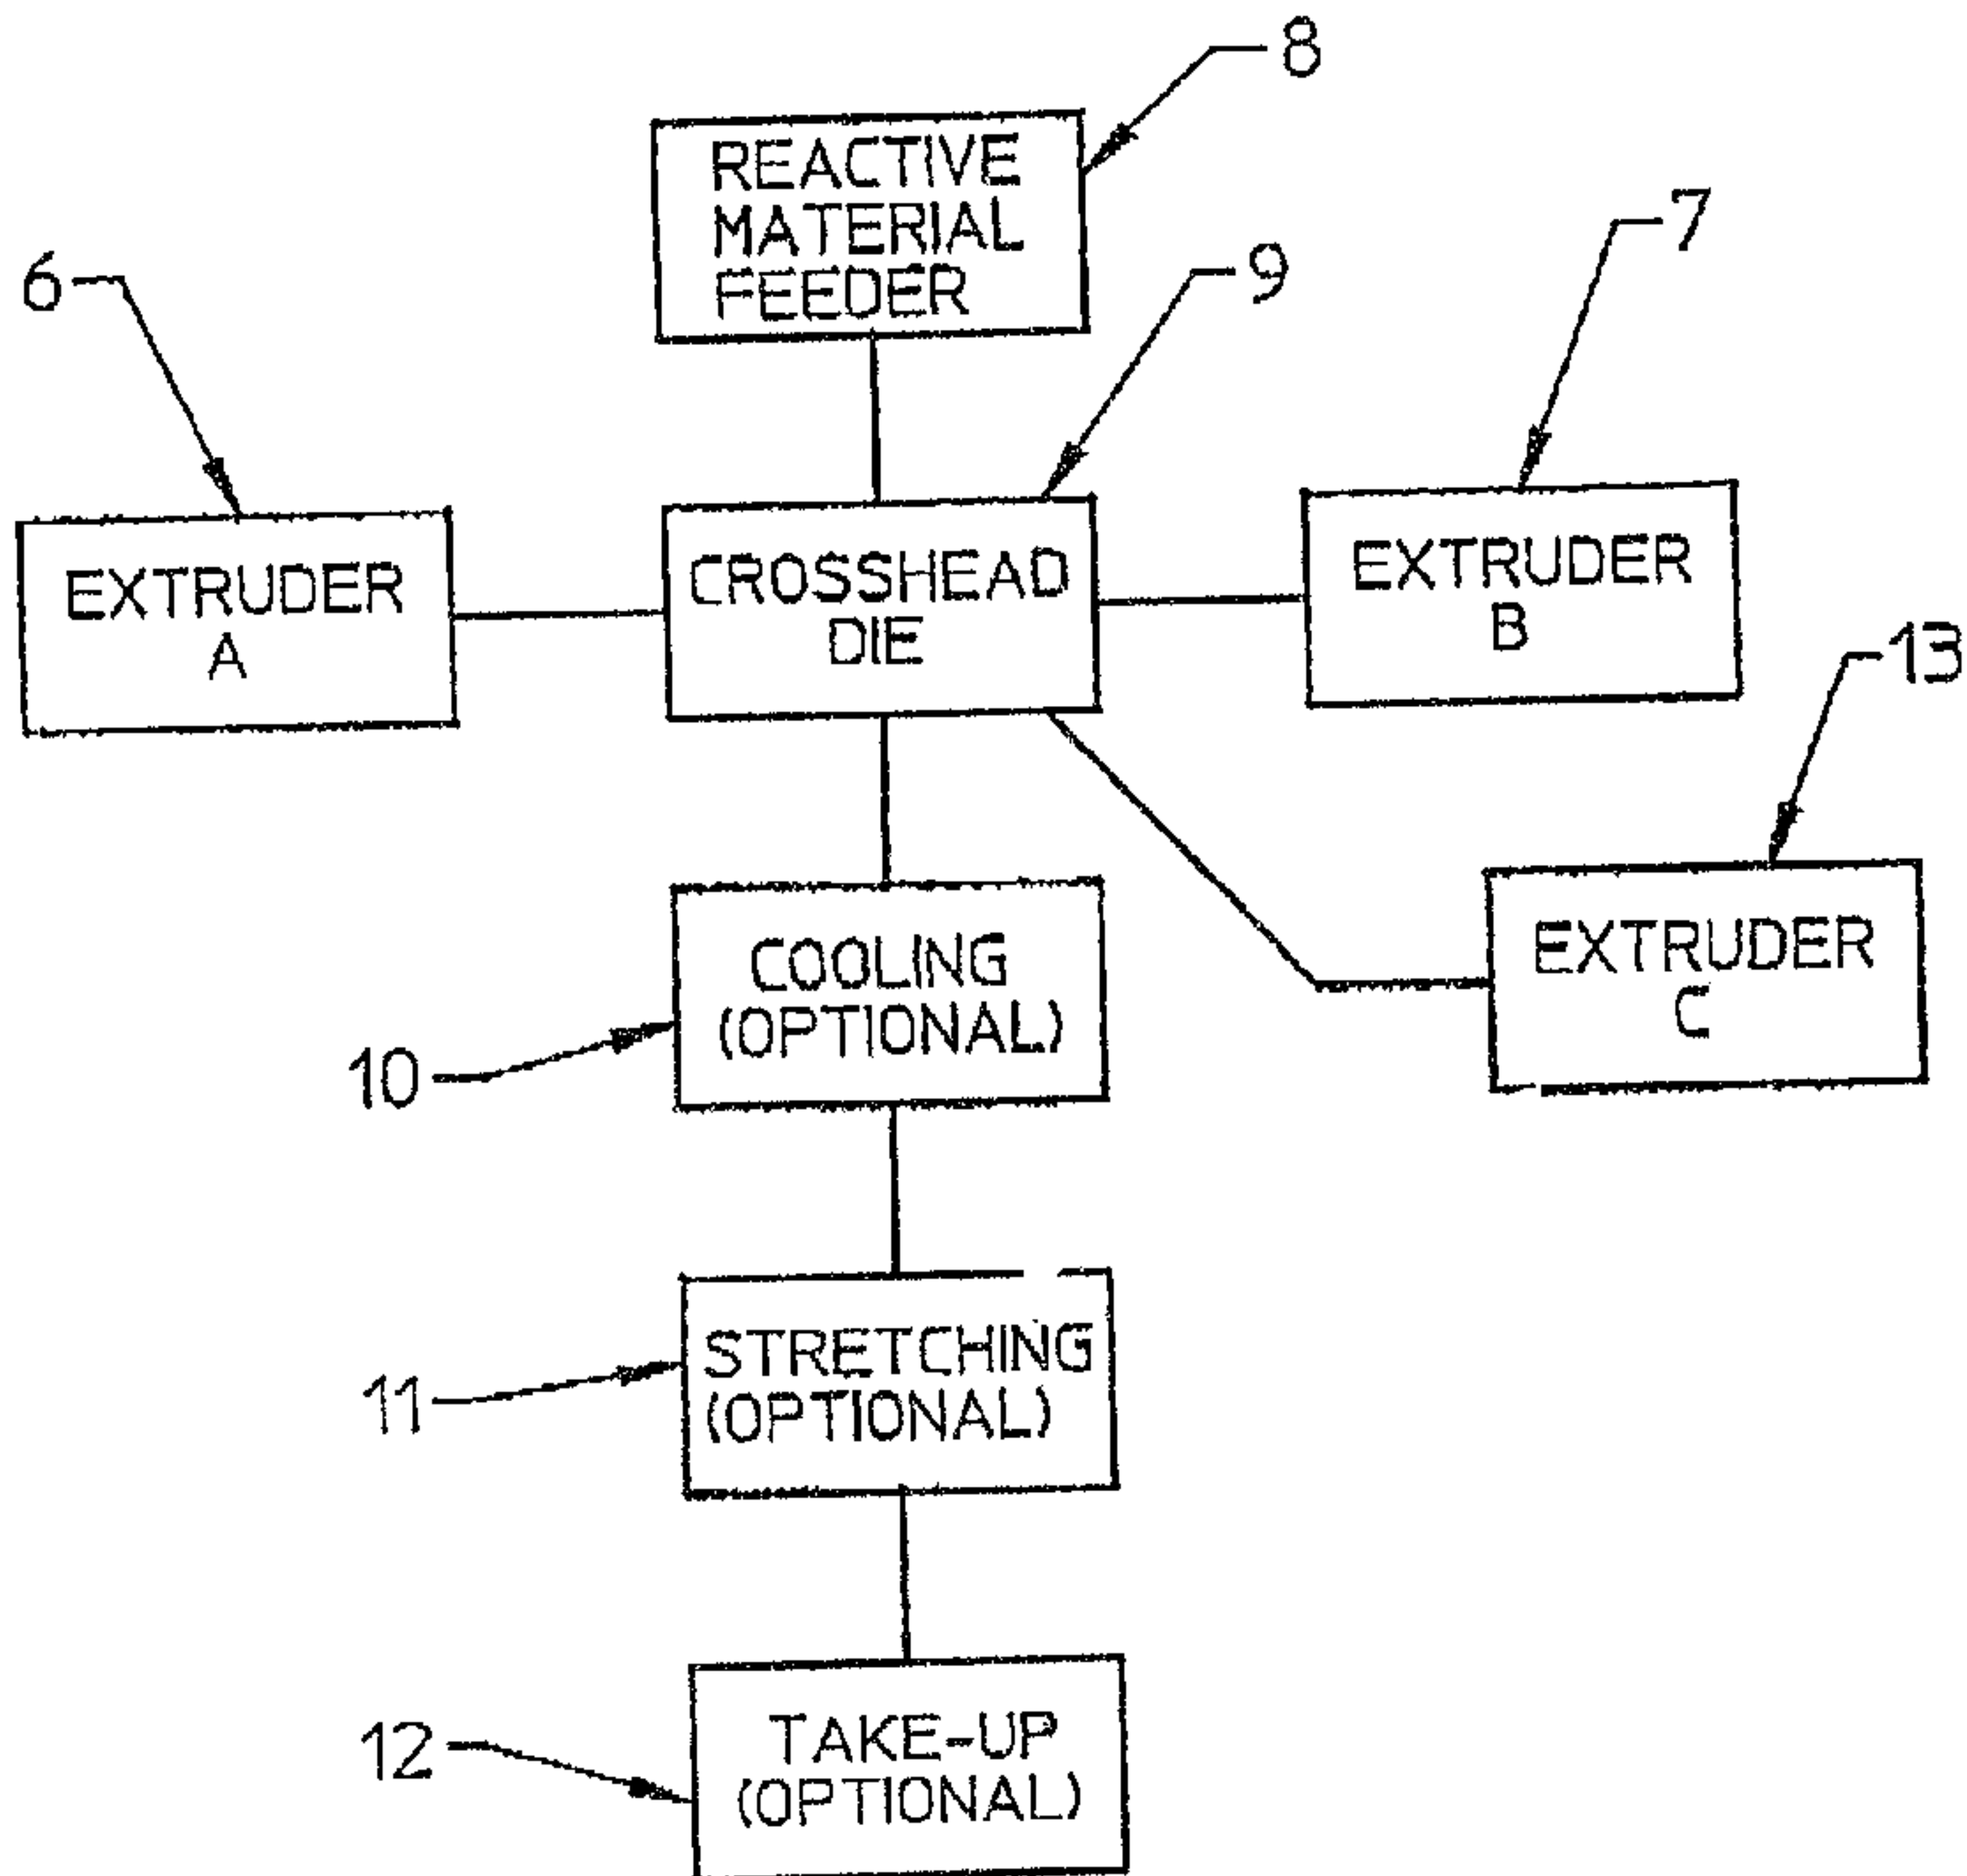 8
REACTIVE
MATERIAL
FEEDER
7
9
6
EXTRUDER
A
CROSSHEAD
DIE
EXTRUDER
B
13
COOLING
(OPTIONAL)
10
EXTRUDER
C
STRETCHING
(OPTIONAL)
11
TAKE-UP
(OPTIONAL)
12